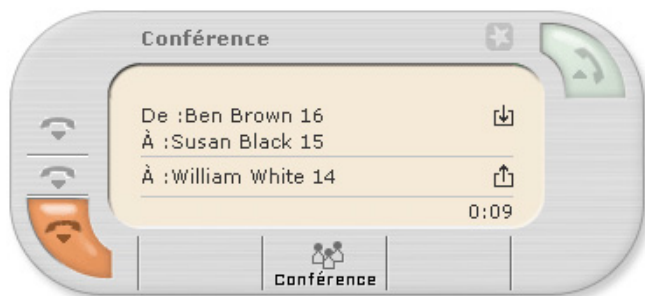 Conférence
De :Ben Brown 16
À :Susan Black 15
À :William White 14
0:09
Conférence